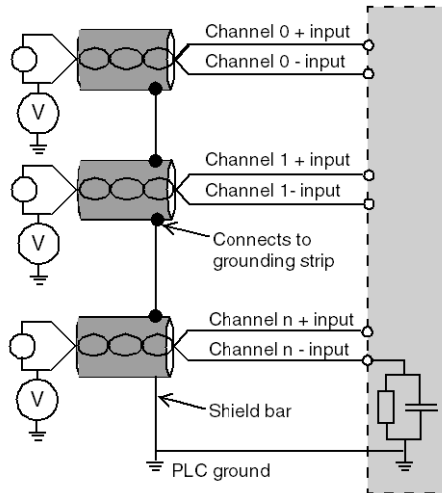 Channel 0 + input
Channel 0 - input
V
Channel 1 + input
Channel 1- input
V
Connects to
grounding strip
Channel n + input
Channel n - input
V
Shield bar
PLC ground